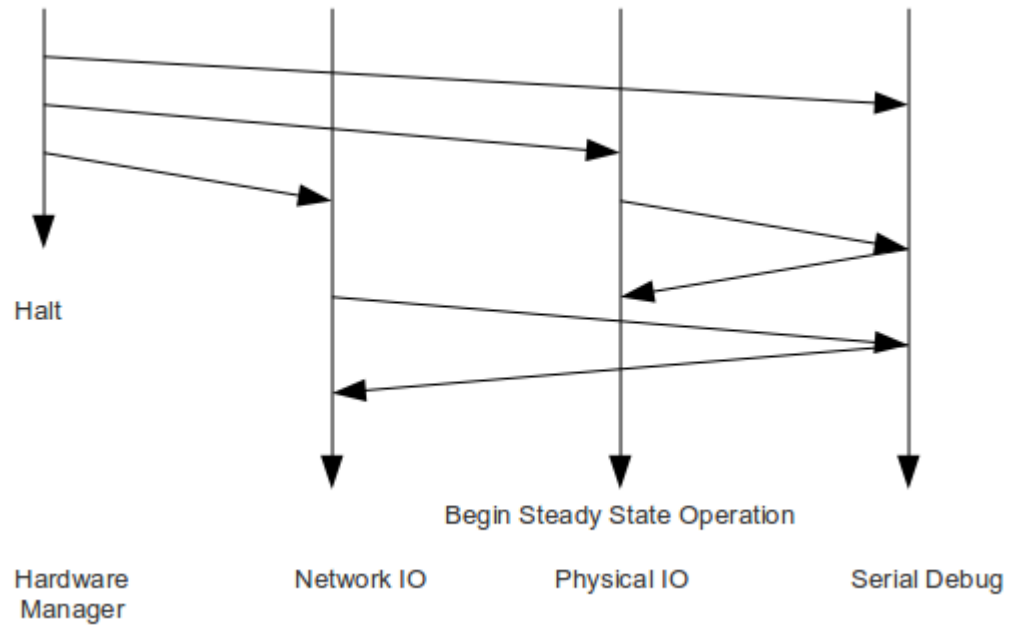 Halt
Begin Steady State Operation
Hardware
Manager
Network IO
Physical IO
Serial Debug